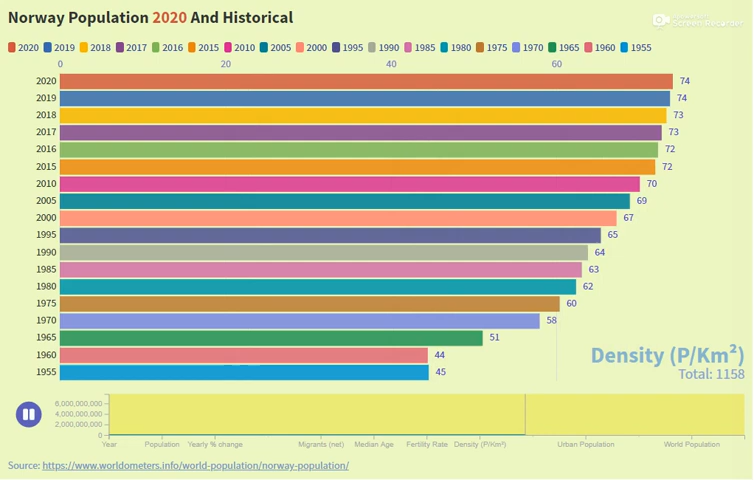 Norway Population 2020 And Historical
Screen Recorder
2020 2019 2018 2017 2016 2015 2010 2005 2000 1995 1990 1985 1980 1975 1970 1965 1960 1955
0 20 40 60
2020 74
2019 74
2018 73
2017 73
2016 72
2015 72
2010 70
2005 69
2000 67
1995 65
1990 64
1985 63
1980 62
1975 60
1970 58
1965 51
1960 44
1955 45
Density (P/Km²)
Total: 1158
6,000,000,000
4,000,000,000
2,000,000,000
0
Year Population Yearly % change Migrants (net) Median Age Fertility Rate Density (P/Km²) Urban Population World Population
Source: https://www.worldometers.info/world-population/norway-population/